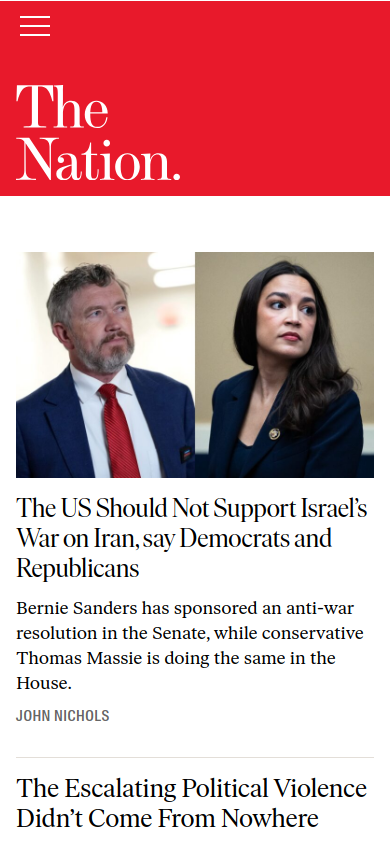 The
Nation.
The US Should Not Support Israel’s
War on Iran, say Democrats and
Republicans
Bernie Sanders has sponsored an anti-war
resolution in the Senate, while conservative
Thomas Massie is doing the same in the
House.
JOHN NICHOLS
The Escalating Political Violence
Didn’t Come From Nowhere